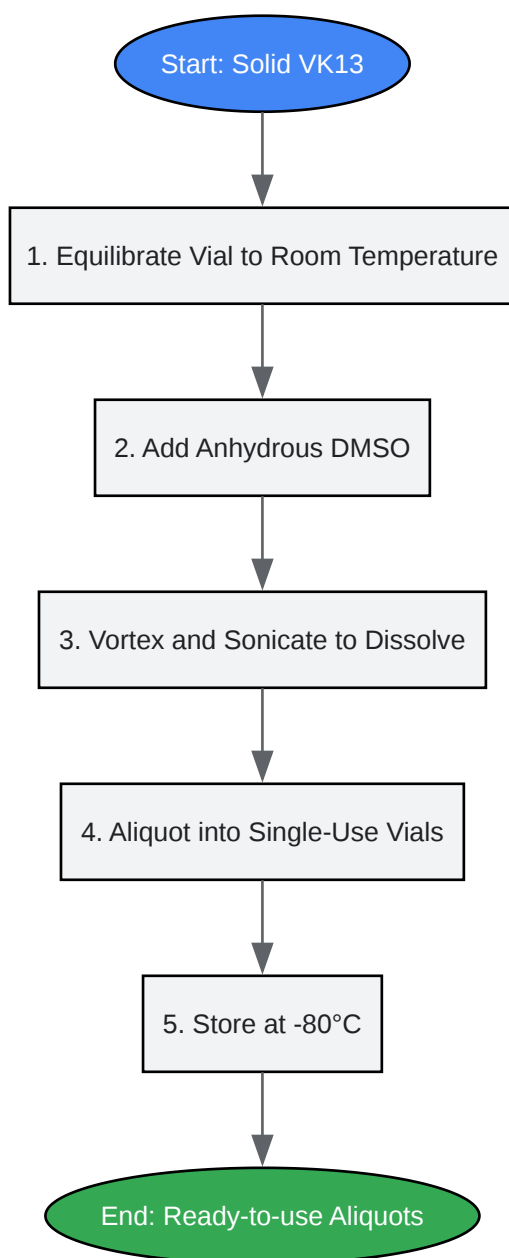 Start: Solid VK13
1. Equilibrate Vial to Room Temperature
2. Add Anhydrous DMSO
3. Vortex and Sonicate to Dissolve
4. Aliquot into Single-Use Vials
5. Store at -80°C
End: Ready-to-use Aliquots